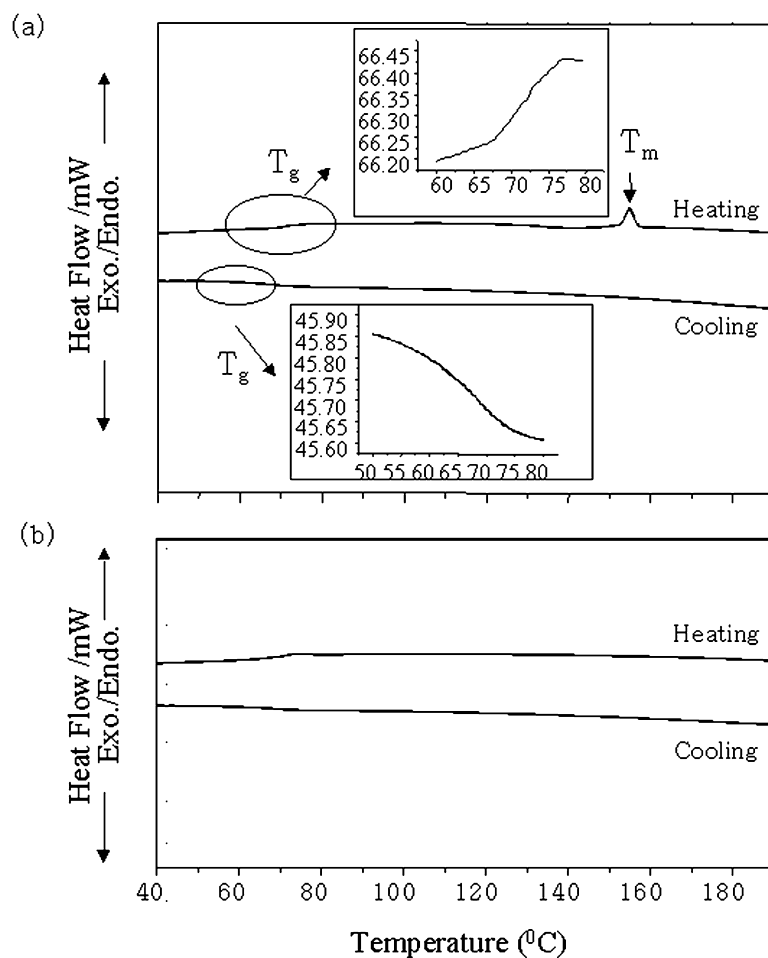 (a)
66.45
66.40
66.35
66.30
66.25
66.20
60 65 70 75 80
T_g
T_m
Heating
Heat Flow /mW
Exo./Endo.
Cooling
T_g
45.90
45.85
45.80
45.75
45.70
45.65
45.60
50 55 60 65 70 75 80
(b)
Heating
Heat Flow /mW
Exo./Endo.
Cooling
40. 60 80 100 120 140 160 180
Temperature (⁰C)